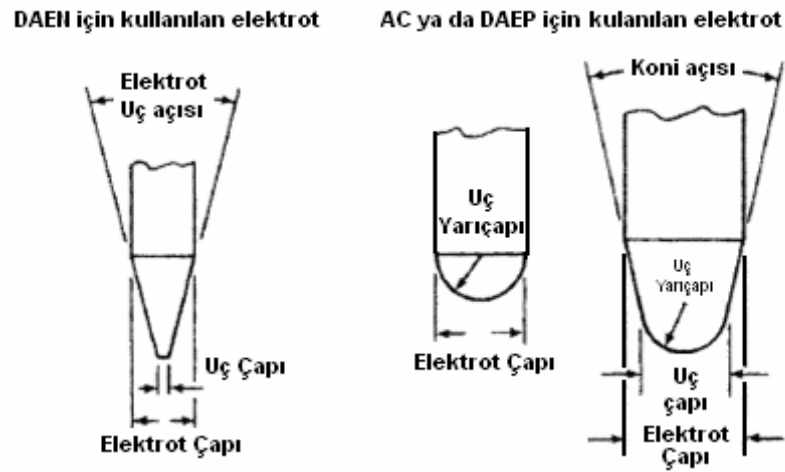 DAEN için kullanılan elektrot
AC ya da DAEP için kulanılan elektrot
Elektrot
Uç açısı
Uç Çapı
Elektrot Çapı
Uç
Yarıçapı
Elektrot Çapı
Koni açısı
Uç
Yarıçapı
Uç
çapı
Elektrot
Çapı